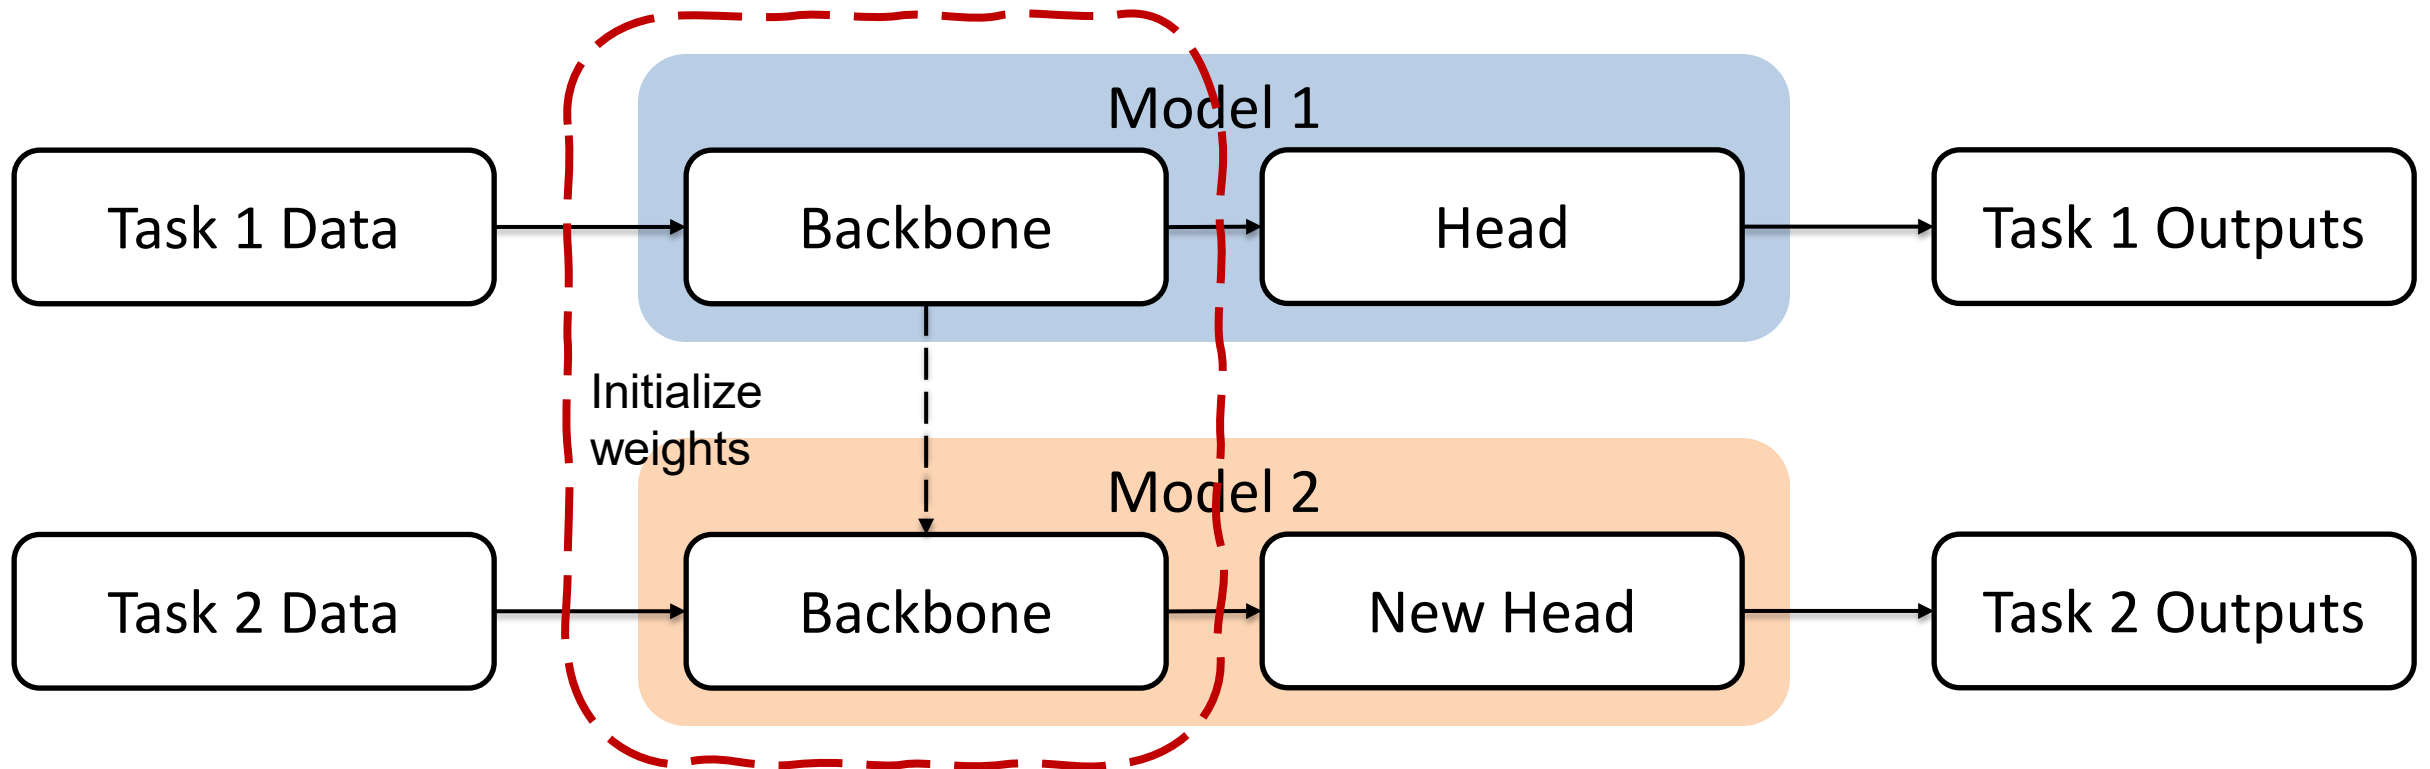 Model 1
Task 1 Data
Backbone
Head
Task 1 Outputs
Initialize
weights
Model 2
Task 2 Data
Backbone
New Head
Task 2 Outputs